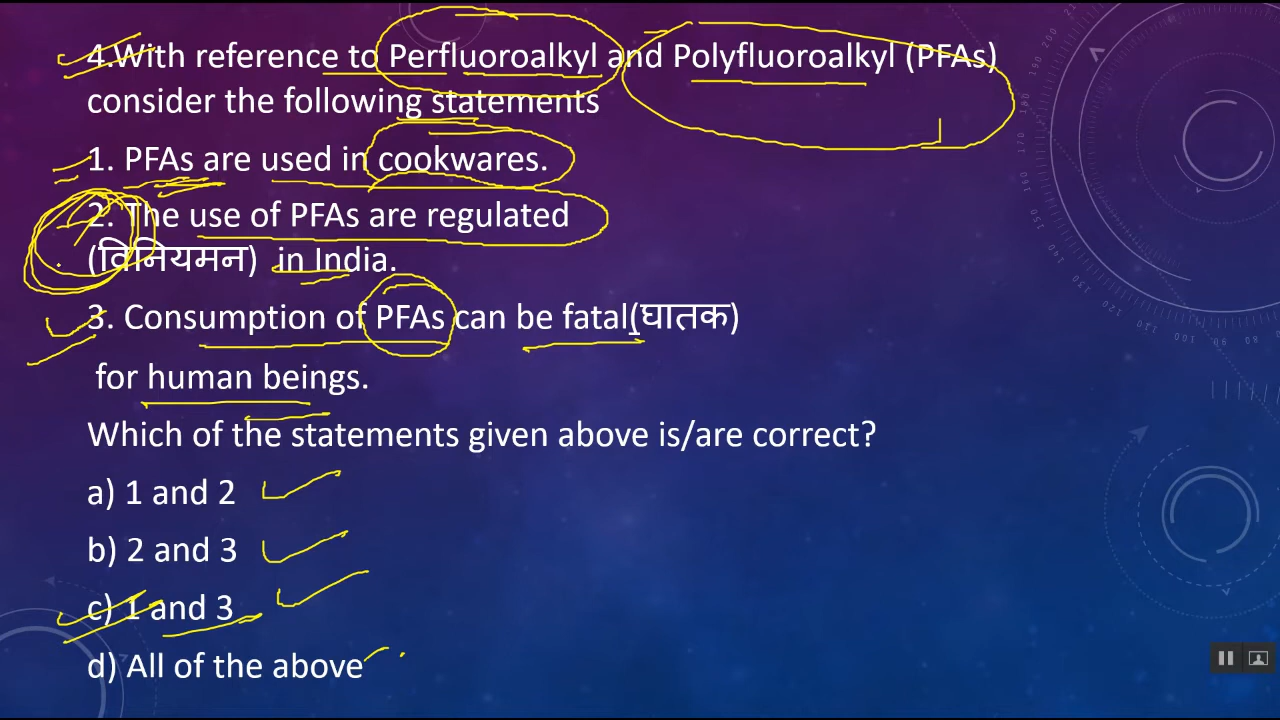 4.With reference to Perfluoroalkyl and Polyfluoroalkyl (PFAs)
consider the following statements
1. PFAs are used in cookwares.
2. The use of PFAs are regulated
(विनियमन) in India.
3. Consumption of PFAs can be fatal(घातक)
for human beings.
Which of the statements given above is/are correct?
a) 1 and 2
b) 2 and 3
c) 1 and 3
d) All of the above